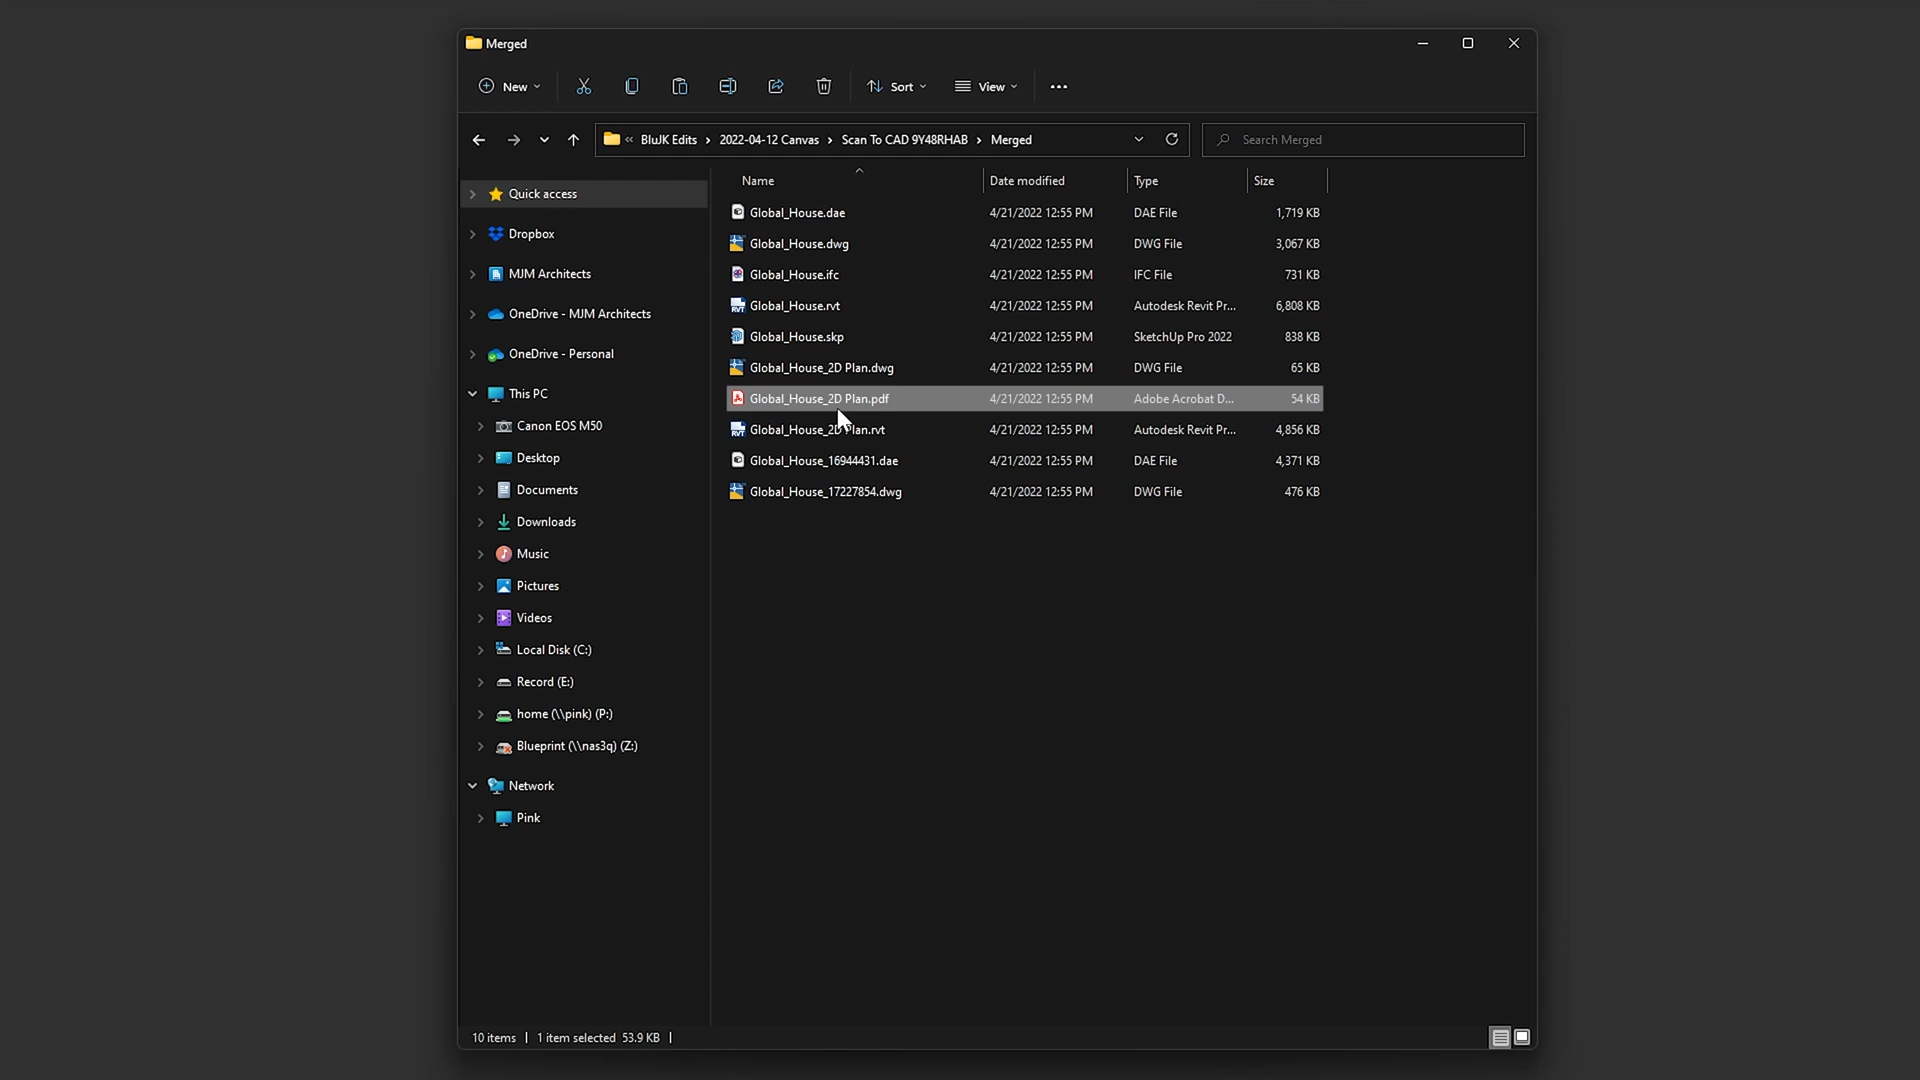 Merged
New
Sort
View
« BluJK Edits › 2022-04-12 Canvas › Scan To CAD 9Y48RHAB › Merged
Search Merged
Quick access
Dropbox
MJM Architects
OneDrive - MJM Architects
OneDrive - Personal
This PC
Canon EOS M50
Desktop
Documents
Downloads
Music
Pictures
Videos
Local Disk (C:)
Record (E:)
home (\\pink) (P:)
Blueprint (\\nas3q) (Z:)
Network
Pink
Name Date modified Type Size
Global_House.dae 4/21/2022 12:55 PM DAE File 1,719 KB
Global_House.dwg 4/21/2022 12:55 PM DWG File 3,067 KB
Global_House.ifc 4/21/2022 12:55 PM IFC File 731 KB
Global_House.rvt 4/21/2022 12:55 PM Autodesk Revit Pr... 6,808 KB
Global_House.skp 4/21/2022 12:55 PM SketchUp Pro 2022 838 KB
Global_House_2D Plan.dwg 4/21/2022 12:55 PM DWG File 65 KB
Global_House_2D Plan.pdf 4/21/2022 12:55 PM Adobe Acrobat D... 54 KB
Global_House_2D Plan.rvt 4/21/2022 12:55 PM Autodesk Revit Pr... 4,856 KB
Global_House_16944431.dae 4/21/2022 12:55 PM DAE File 4,371 KB
Global_House_17227854.dwg 4/21/2022 12:55 PM DWG File 476 KB
10 items | 1 item selected 53.9 KB |